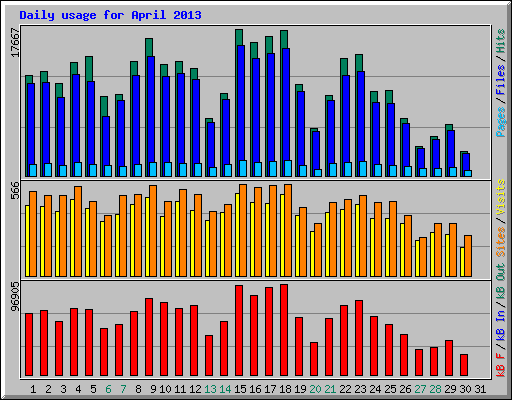 Daily usage for April 2013
17667
Pages / Files / Hits
566
Sites / Visits
96905
kB F / kB In / kB Out
1 2 3 4 5 6 7 8 9 10 11 12 13 14 15 16 17 18 19 20 21 22 23 24 25 26 27 28 29 30 31